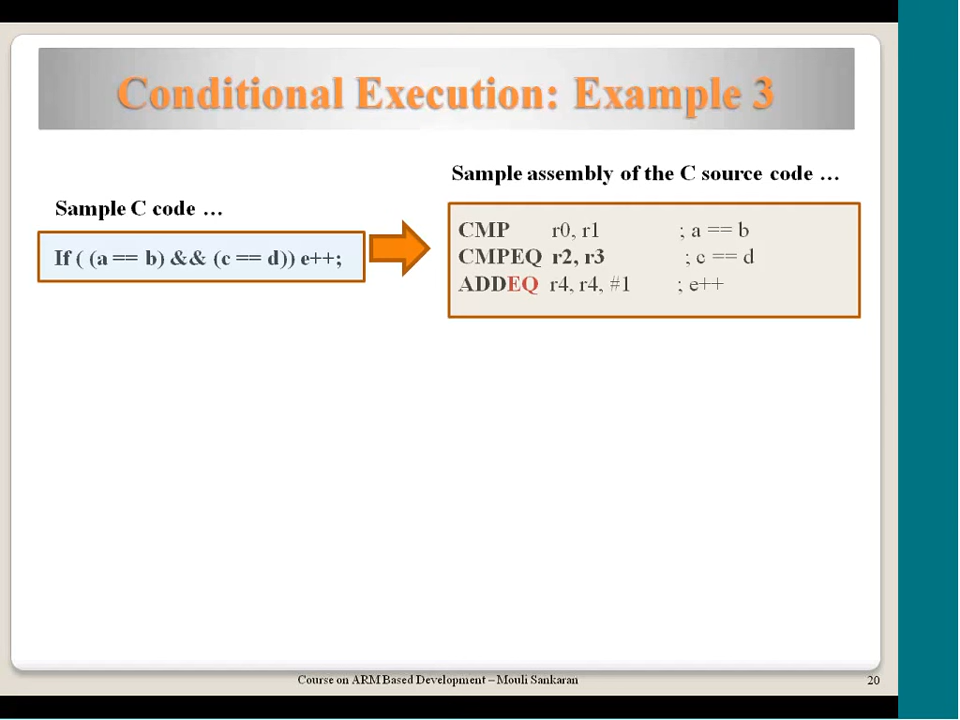 Conditional Execution: Example 3
Sample assembly of the C source code …
Sample C code …
If ( (a == b) && (c == d)) e++;
CMP r0, r1 ; a == b
CMPEQ r2, r3 ; c == d
ADDEQ r4, r4, #1 ; e++
Course on ARM Based Development – Mouli Sankaran
20